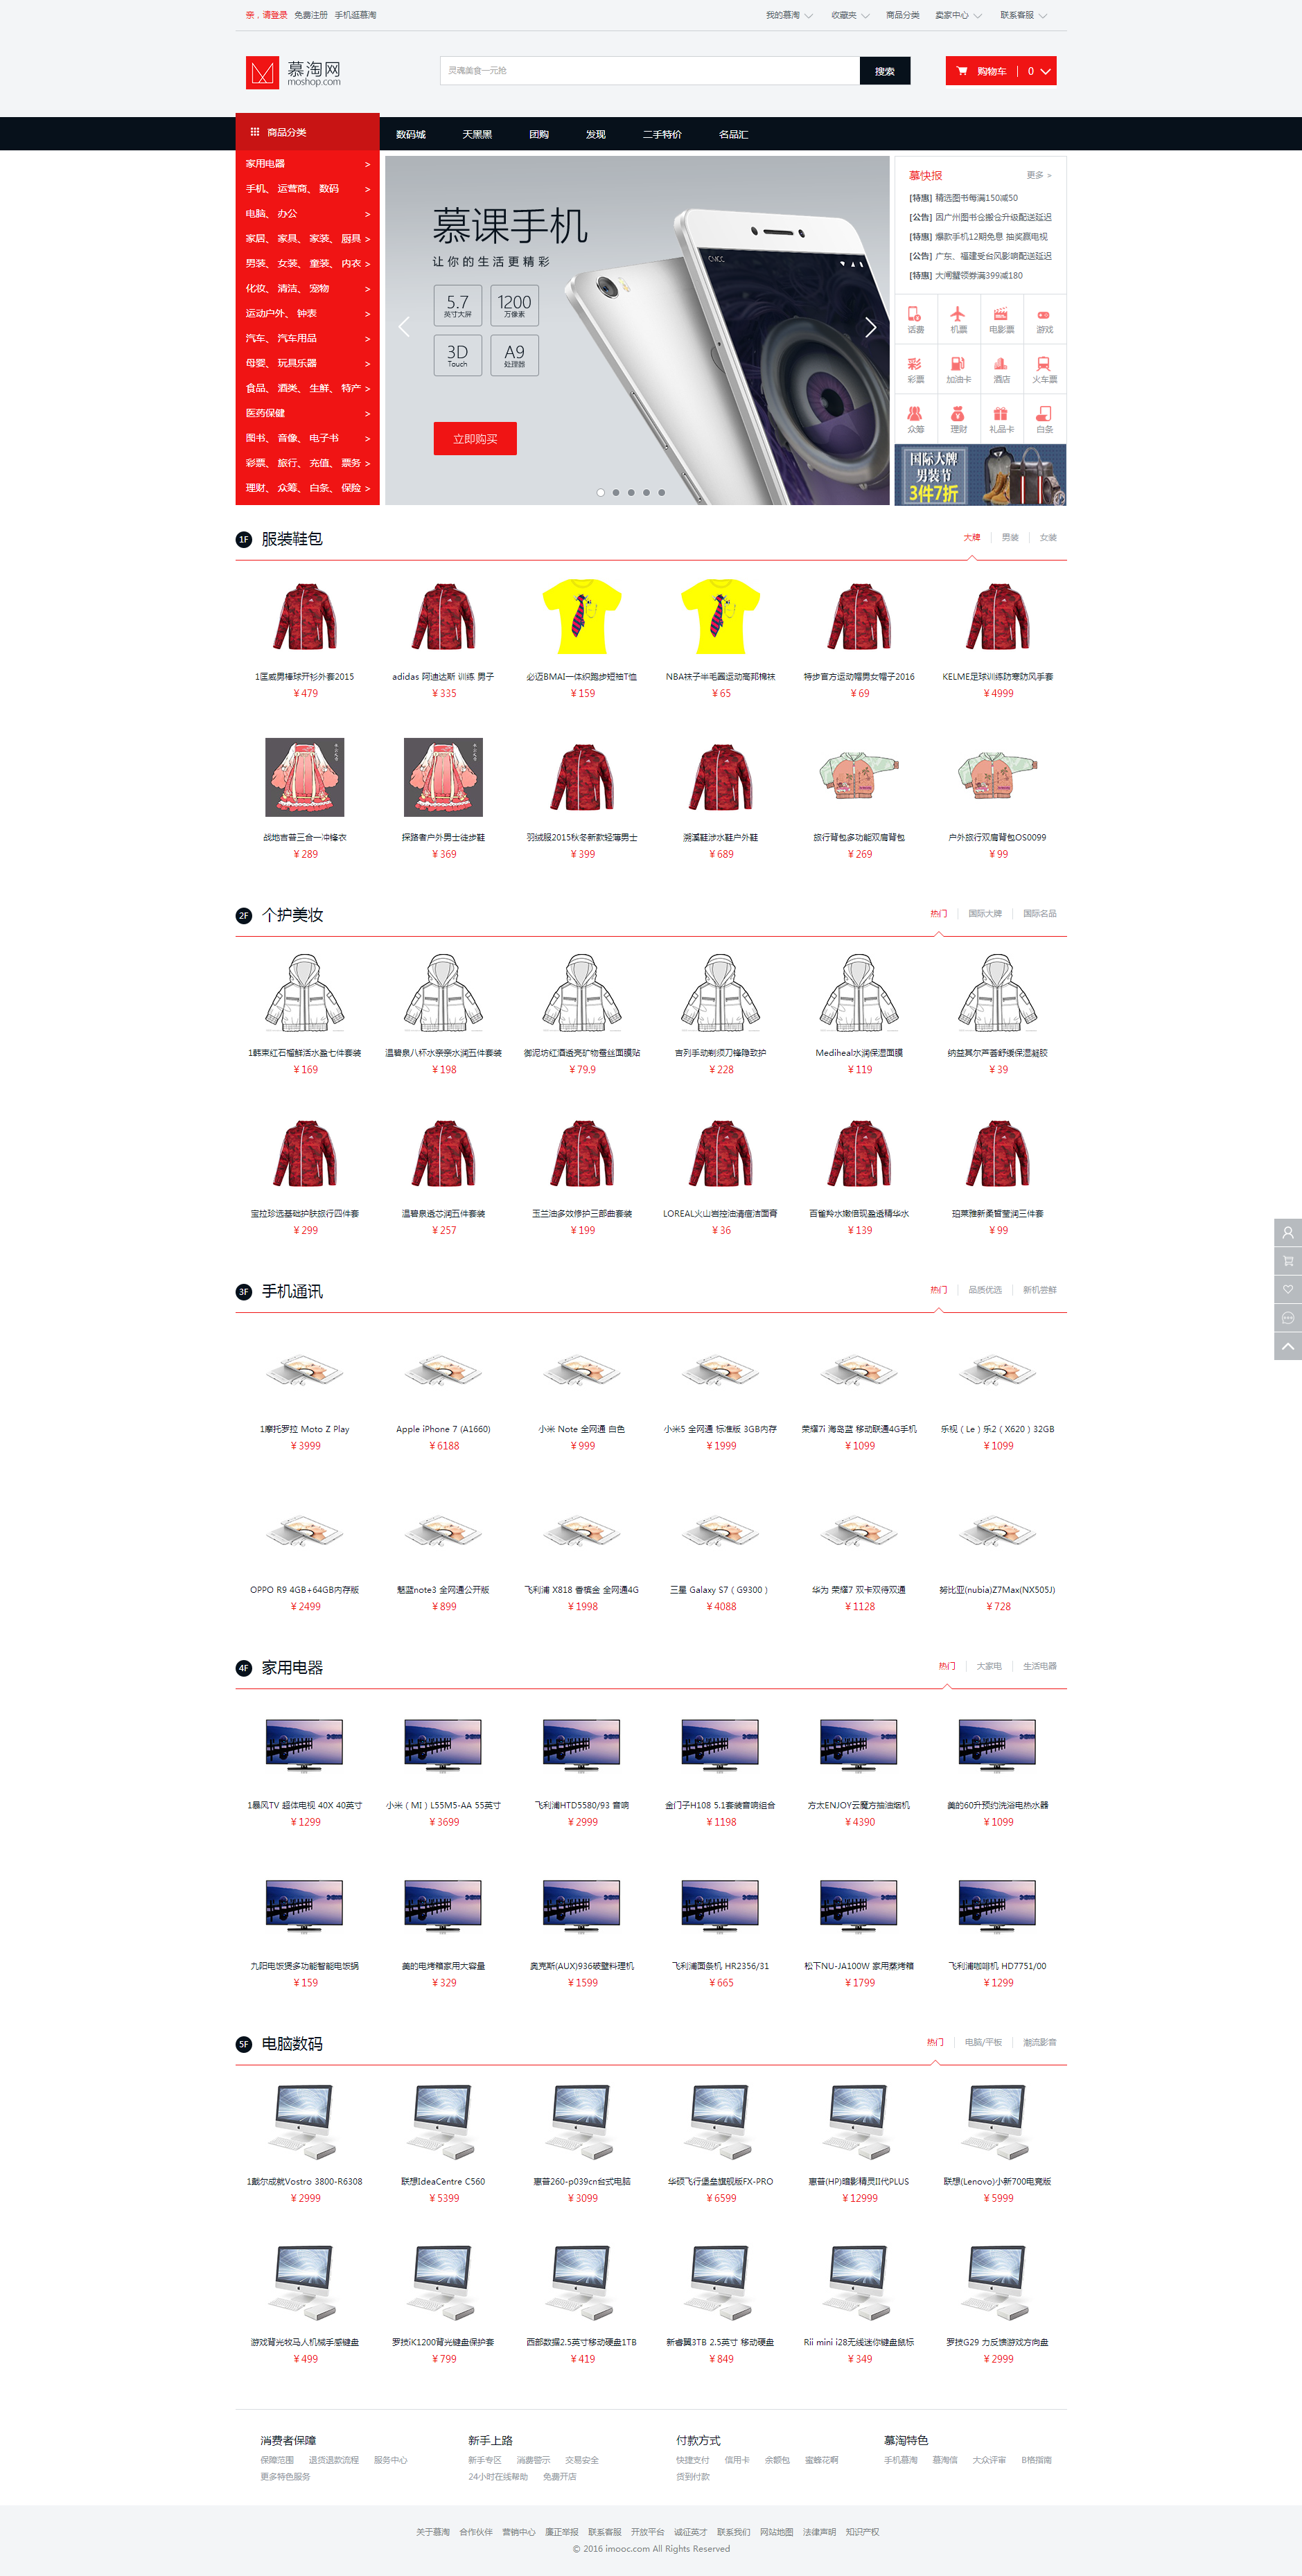 亲，请登录 免费注册 手机逛慕淘 我的慕淘 收藏夹 商品分类 卖家中心 联系客服
慕淘网
moshop.com
灵魂美食一元抢 搜索 购物车 0
商品分类 数码城 天黑黑 团购 发现 二手特价 名品汇
家用电器 >
手机、 运营商、 数码 >
电脑、 办公 >
家居、 家具、 家装、 厨具 >
男装、 女装、 童装、 内衣 >
化妆、 清洁、 宠物 >
运动户外、 钟表 >
汽车、 汽车用品 >
母婴、 玩具乐器 >
食品、 酒类、 生鲜、 特产 >
医药保健 >
图书、 音像、 电子书 >
彩票、 旅行、 充值、 票务 >
理财、 众筹、 白条、 保险 >
慕课手机
让你的生活更精彩
5.7 1200
英寸大屏 万像素
3D A9
Touch 处理器
立即购买
慕快报 更多 >
[特惠] 精选图书每满150减50
[公告] 因广州图书仓搬仓升级配送延迟
[特惠] 爆款手机12期免息 抽奖赢电视
[公告] 广东、福建受台风影响配送延迟
[特惠] 大闸蟹领券满399减180
话费 机票 电影票 游戏
彩票 加油卡 酒店 火车票
众筹 理财 礼品卡 白条
国际大牌
男装节
3件7折
1F 服装鞋包 大牌 男装 女装
1匡威男棒球开衫外套2015 adidas 阿迪达斯 训练 男子 必迈BMAI一体织跑步短袖T恤 NBA袜子半毛圈运动高邦棉袜 特步官方运动帽男女帽子2016 KELME足球训练防寒防风手套
¥ 479 ¥ 335 ¥ 159 ¥ 65 ¥ 69 ¥ 4999
战地吉普三合一冲锋衣 探路者户外男士徒步鞋 羽绒服2015秋冬新款轻薄男士 溯溪鞋涉水鞋户外鞋 旅行背包多功能双肩背包 户外旅行双肩背包OS0099
¥ 289 ¥ 369 ¥ 399 ¥ 689 ¥ 269 ¥ 99
2F 个护美妆 热门 国际大牌 国际名品
1韩束红石榴鲜活水盈七件套装 温碧泉八杯水亲亲水润五件套装 御泥坊红酒透亮矿物蚕丝面膜贴 吉列手动剃须刀锋隐致护 Mediheal水润保湿面膜 纳益其尔芦荟舒缓保湿凝胶
¥ 169 ¥ 198 ¥ 79.9 ¥ 228 ¥ 119 ¥ 39
宝拉珍选基础护肤旅行四件套 温碧泉透芯润五件套装 玉兰油多效修护三部曲套装 LOREAL火山岩控油清痘洁面膏 百雀羚水嫩倍现盈透精华水 珀莱雅新柔皙莹润三件套
¥ 299 ¥ 257 ¥ 199 ¥ 36 ¥ 139 ¥ 99
3F 手机通讯 热门 品质优选 新机尝鲜
1摩托罗拉 Moto Z Play Apple iPhone 7 (A1660) 小米 Note 全网通 白色 小米5 全网通 标准版 3GB内存 荣耀7i 海岛蓝 移动联通4G手机 乐视（Le）乐2（X620）32GB
¥ 3999 ¥ 6188 ¥ 999 ¥ 1999 ¥ 1099 ¥ 1099
OPPO R9 4GB+64GB内存版 魅蓝note3 全网通公开版 飞利浦 X818 香槟金 全网通4G 三星 Galaxy S7（G9300） 华为 荣耀7 双卡双待双通 努比亚(nubia)Z7Max(NX505J)
¥ 2499 ¥ 899 ¥ 1998 ¥ 4088 ¥ 1128 ¥ 728
4F 家用电器 热门 大家电 生活电器
1暴风TV 超体电视 40X 40英寸 小米（MI）L55M5-AA 55英寸 飞利浦HTD5580/93 音响 金门子H108 5.1套装音响组合 方太ENJOY云魔方抽油烟机 美的60升预约洗浴电热水器
¥ 1299 ¥ 3699 ¥ 2999 ¥ 1198 ¥ 4390 ¥ 1099
九阳电饭煲多功能智能电饭锅 美的电烤箱家用大容量 奥克斯(AUX)936破壁料理机 飞利浦面条机 HR2356/31 松下NU-JA100W 家用蒸烤箱 飞利浦咖啡机 HD7751/00
¥ 159 ¥ 329 ¥ 1599 ¥ 665 ¥ 1799 ¥ 1299
5F 电脑数码 热门 电脑/平板 潮流影音
1戴尔成就Vostro 3800-R6308 联想IdeaCentre C560 惠普260-p039cn台式电脑 华硕飞行堡垒旗舰版FX-PRO 惠普(HP)暗影精灵II代PLUS 联想(Lenovo)小新700电竞版
¥ 2999 ¥ 5399 ¥ 3099 ¥ 6599 ¥ 12999 ¥ 5999
游戏背光牧马人机械手感键盘 罗技iK1200背光键盘保护套 西部数据2.5英寸移动硬盘1TB 新睿翼3TB 2.5英寸 移动硬盘 Rii mini i28无线迷你键盘鼠标 罗技G29 力反馈游戏方向盘
¥ 499 ¥ 799 ¥ 419 ¥ 849 ¥ 349 ¥ 2999
消费者保障 新手上路 付款方式 慕淘特色
保障范围 退货退款流程 服务中心 新手专区 消费警示 交易安全 快捷支付 信用卡 余额包 蜜蜂花啊 手机慕淘 慕淘信 大众评审 B格指南
更多特色服务 24小时在线帮助 免费开店 货到付款
关于慕淘 合作伙伴 营销中心 廉正举报 联系客服 开放平台 诚征英才 联系我们 网站地图 法律声明 知识产权
© 2016 imooc.com All Rights Reserved